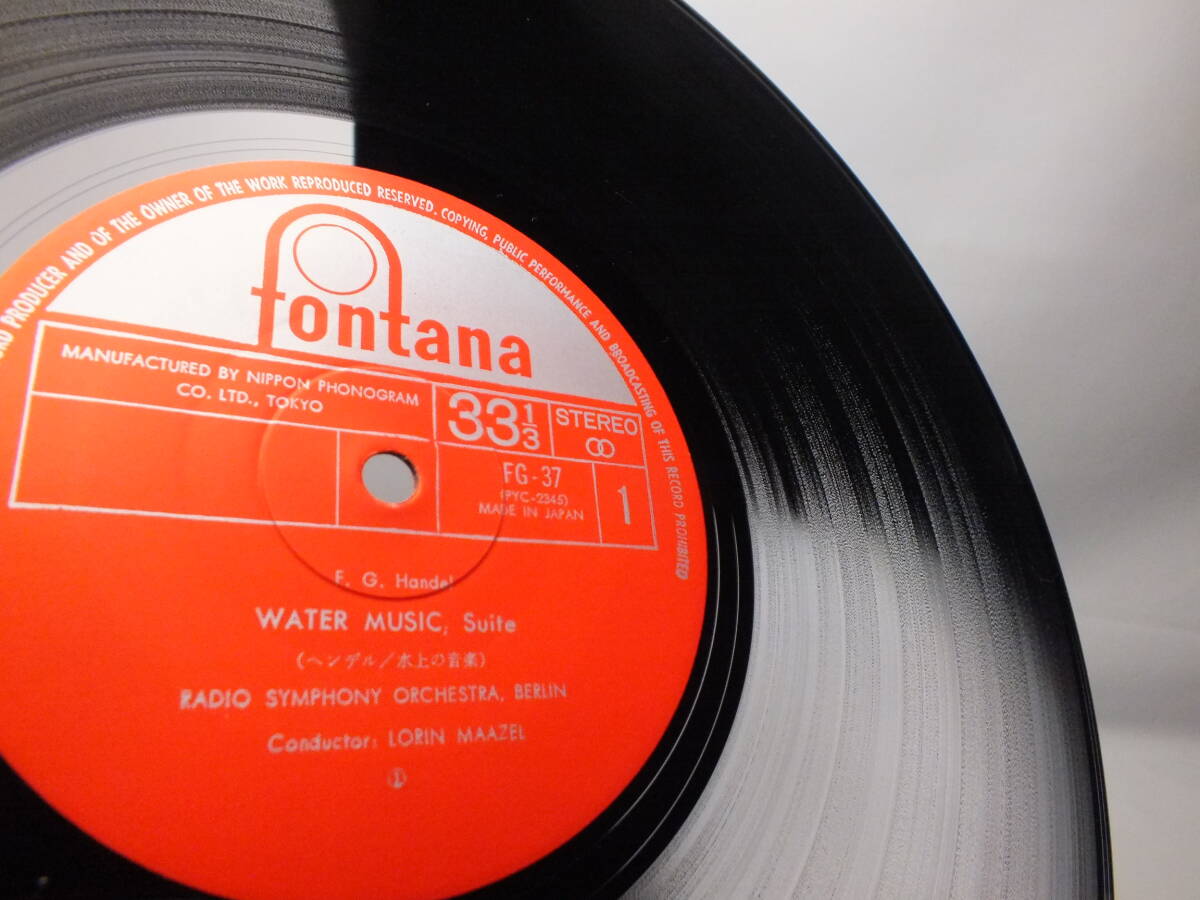 PRODUCER AND OF THE OWNER OF THE WORK REPRODUCED RESERVED. COPYING, PUBLIC PERFORMANCE AND BROADCASTING OF THIS RECORD PROHIBITED
fontana
MANUFACTURED BY NIPPON PHONOGRAM
CO. LTD., TOKYO
33 1/3
STEREO
FG-37
(PYC-2345)
MADE IN JAPAN
1
F. G. Handel
WATER MUSIC, Suite
(ヘンデル/水上の音楽)
RADIO SYMPHONY ORCHESTRA, BERLIN
Conductor: LORIN MAAZEL
①